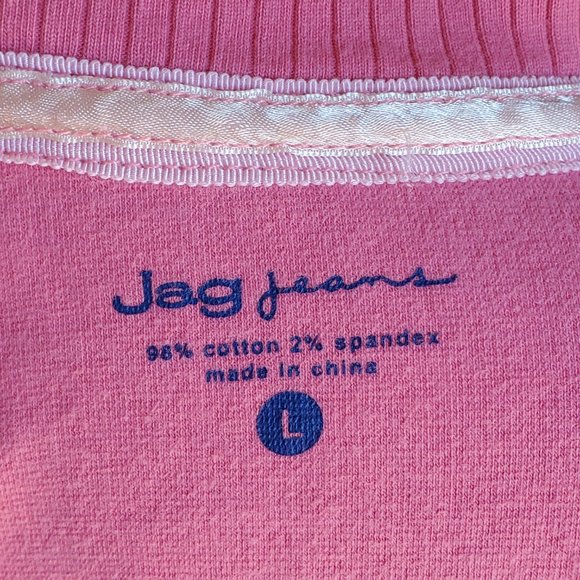 Jag jeans
98% cotton 2% spandex
made in china
L